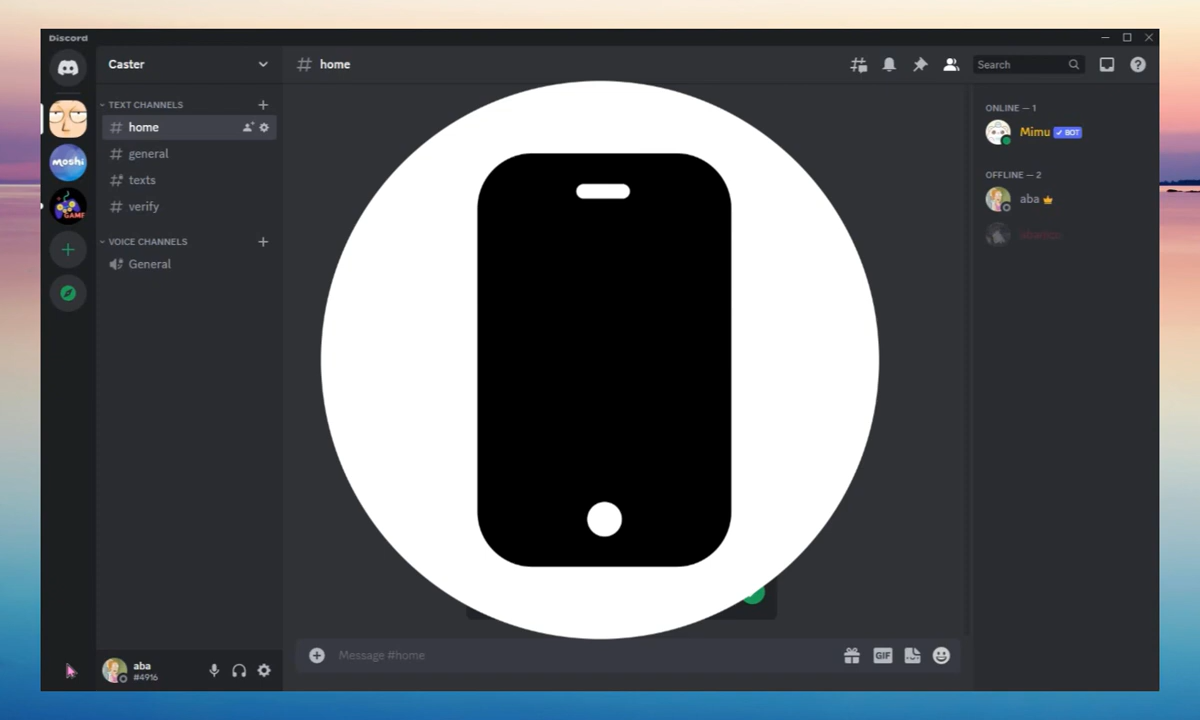 Discord
Caster
home
Search
TEXT CHANNELS
home
general
texts
verify
VOICE CHANNELS
General
ONLINE — 1
Mimu
✓ BOT
OFFLINE — 2
aba
moshi
GAME
Message #home
GIF
aba
#4916